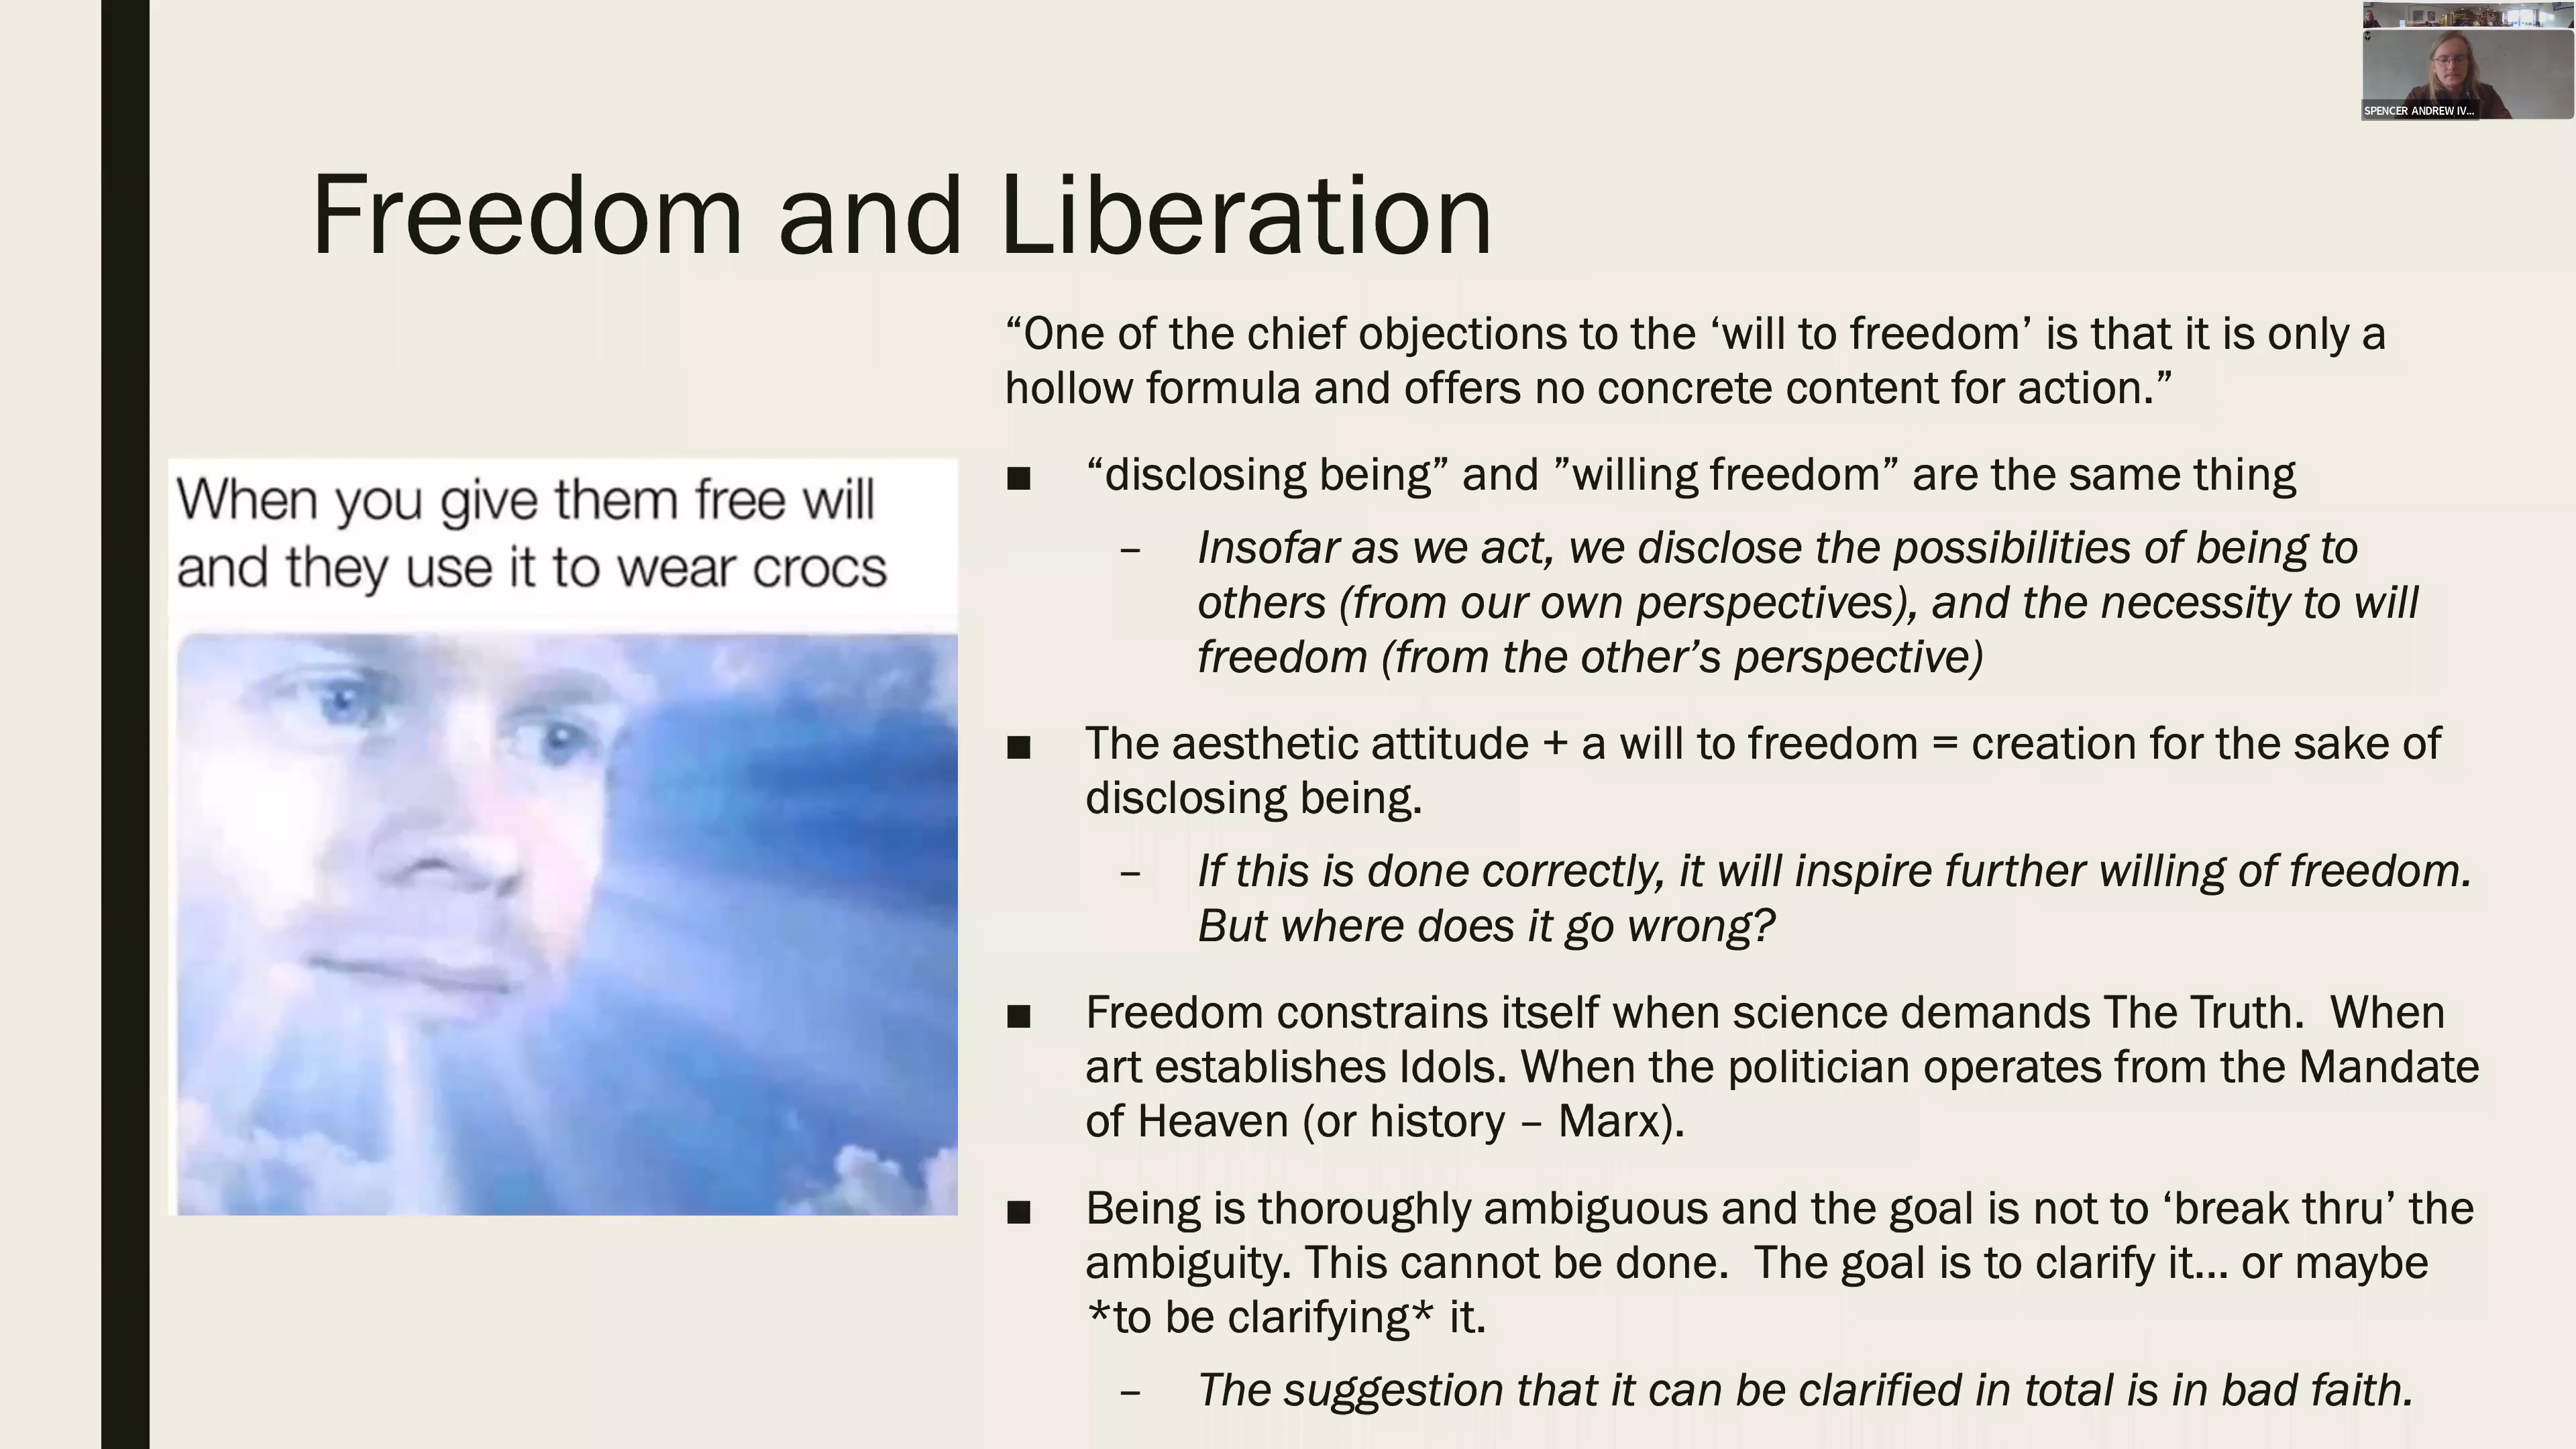 SPENCER ANDREW IV...
Freedom and Liberation
“One of the chief objections to the ‘will to freedom’ is that it is only a
hollow formula and offers no concrete content for action.”
When you give them free will
and they use it to wear crocs
■ “disclosing being” and ”willing freedom” are the same thing
– Insofar as we act, we disclose the possibilities of being to
others (from our own perspectives), and the necessity to will
freedom (from the other’s perspective)
■ The aesthetic attitude + a will to freedom = creation for the sake of
disclosing being.
– If this is done correctly, it will inspire further willing of freedom.
But where does it go wrong?
■ Freedom constrains itself when science demands The Truth.  When
art establishes Idols. When the politician operates from the Mandate
of Heaven (or history – Marx).
■ Being is thoroughly ambiguous and the goal is not to ‘break thru’ the
ambiguity. This cannot be done.  The goal is to clarify it... or maybe
*to be clarifying* it.
– The suggestion that it can be clarified in total is in bad faith.